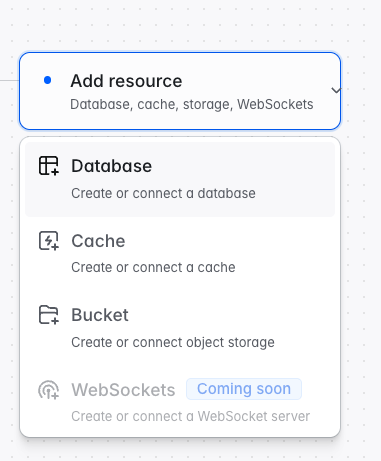 Add resource
Database, cache, storage, WebSockets
Database
Create or connect a database
Cache
Create or connect a cache
Bucket
Create or connect object storage
WebSockets Coming soon
Create or connect a WebSocket server